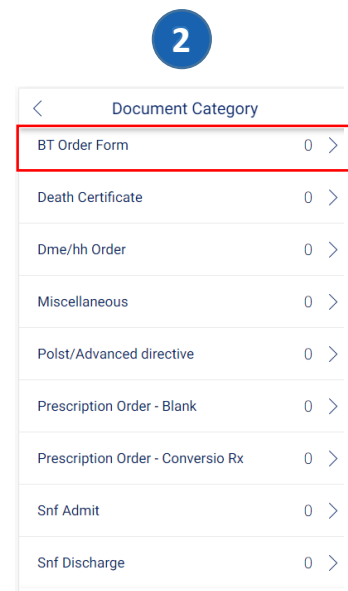 2
Document Category
BT Order Form 0
Death Certificate 0
Dme/hh Order 0
Miscellaneous 0
Polst/Advanced directive 0
Prescription Order - Blank 0
Prescription Order - Conversio Rx 0
Snf Admit 0
Snf Discharge 0